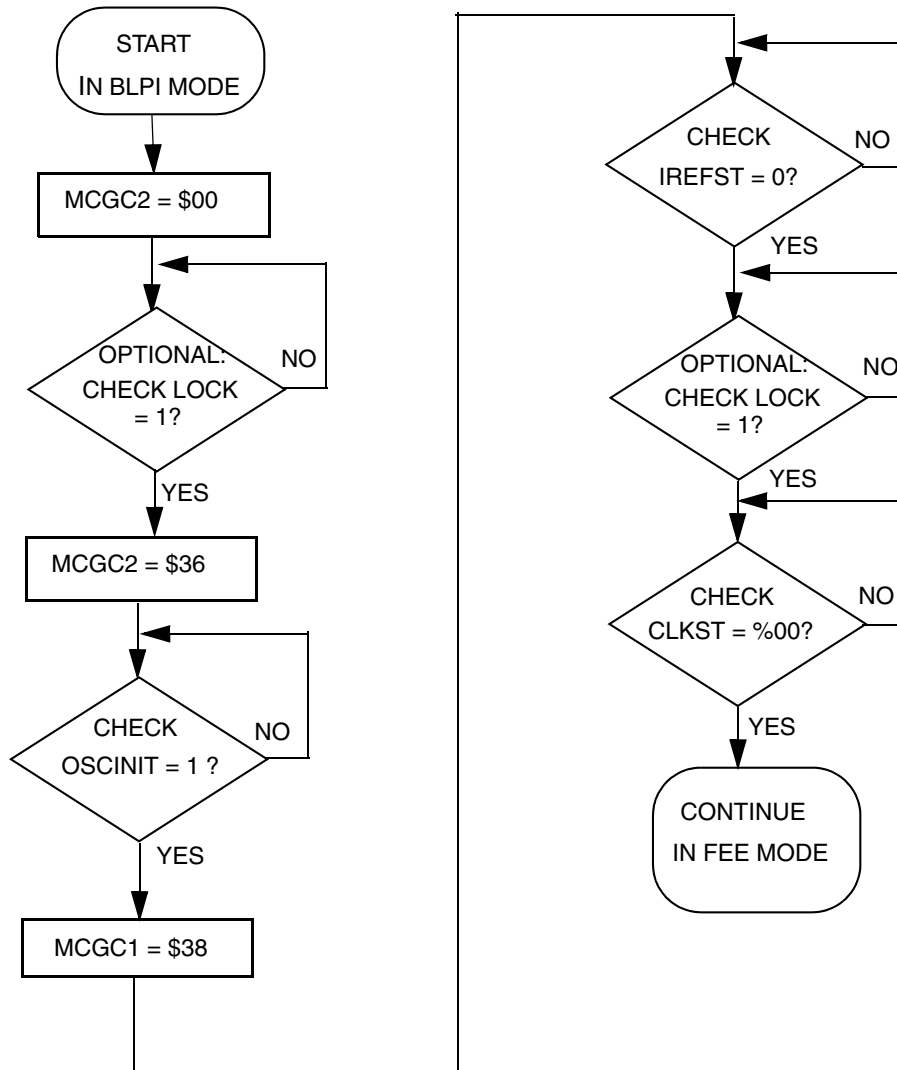 START
IN BLPI MODE
MCGC2 = $00
OPTIONAL:
CHECK LOCK
= 1?
NO
YES
MCGC2 = $36
CHECK
OSCINIT = 1 ?
NO
YES
MCGC1 = $38
CHECK
IREFST = 0?
NO
YES
OPTIONAL:
CHECK LOCK
= 1?
NO
YES
CHECK
CLKST = %00?
NO
YES
CONTINUE
IN FEE MODE